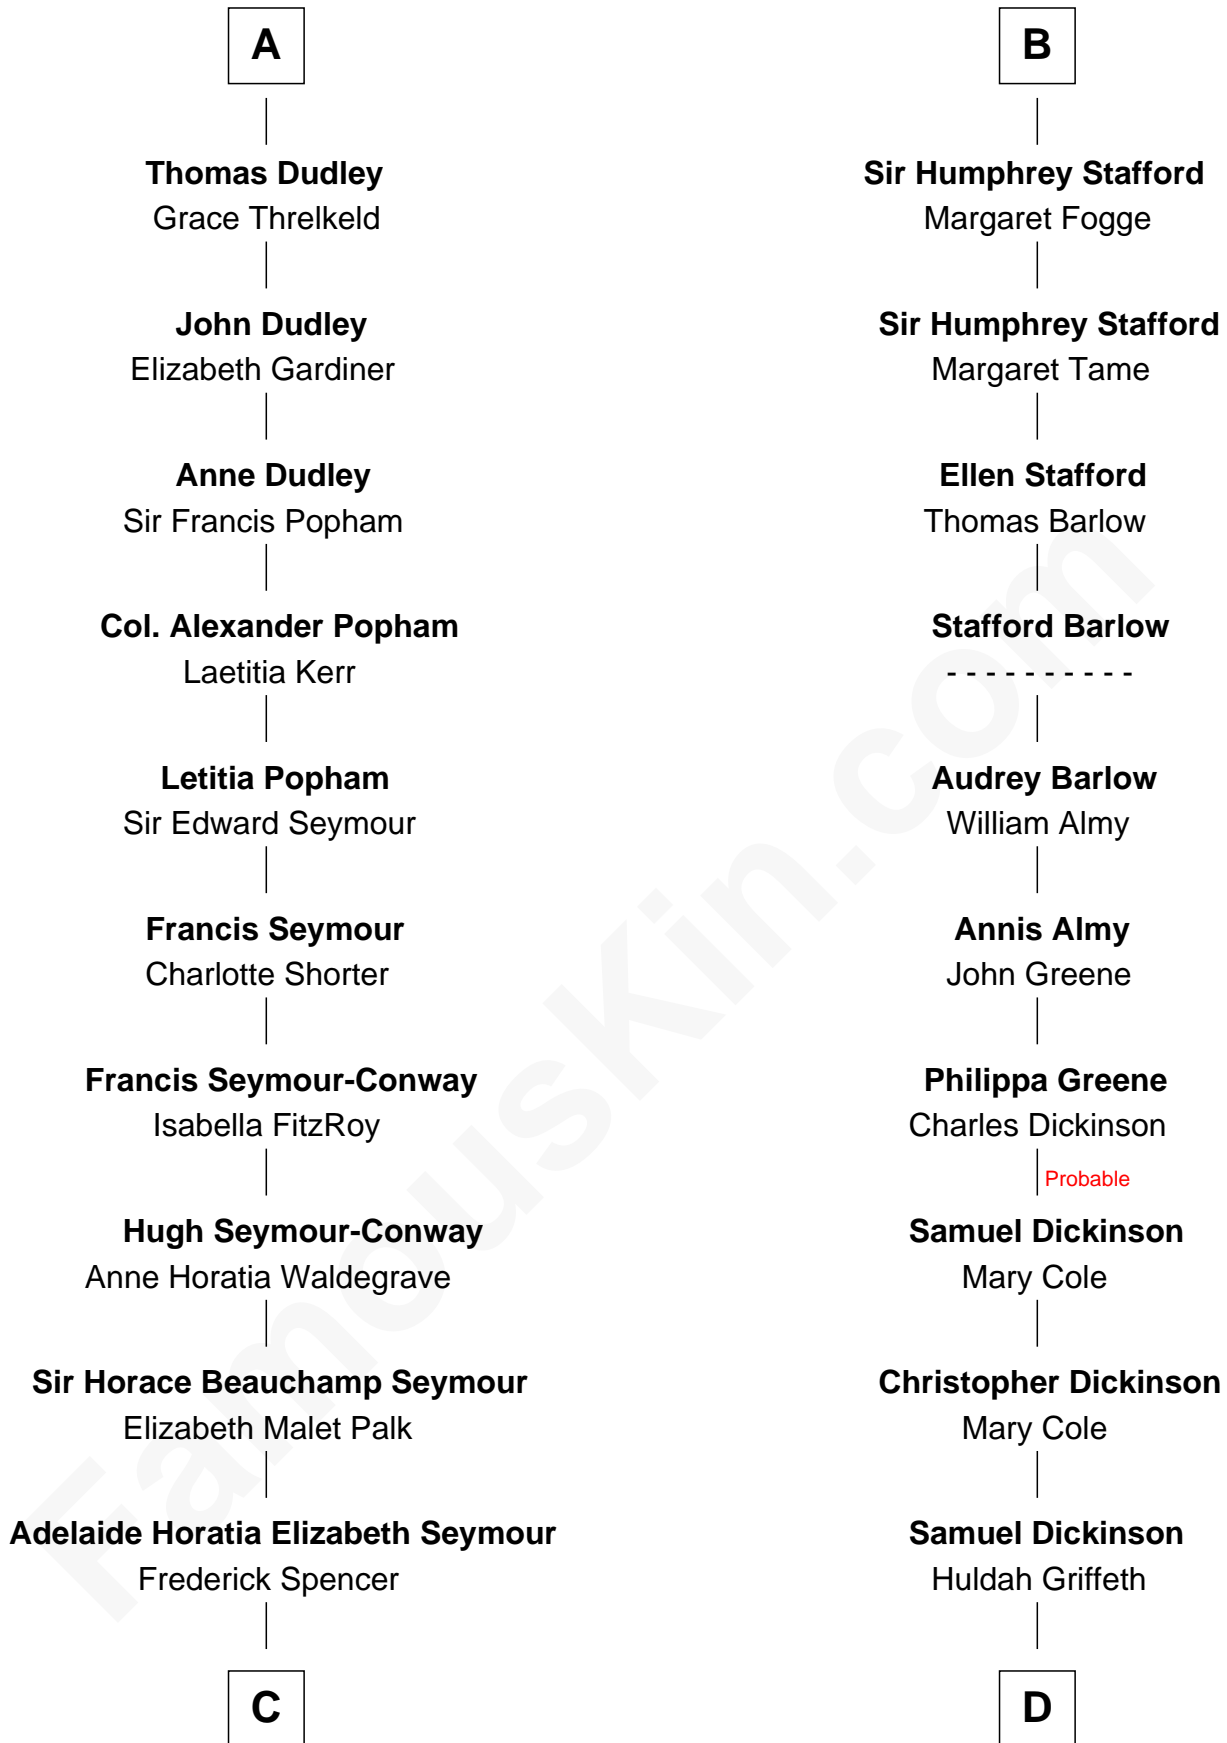 A
Thomas Dudley
Grace Threlkeld
John Dudley
Elizabeth Gardiner
Anne Dudley
Sir Francis Popham
Col. Alexander Popham
Laetitia Kerr
Letitia Popham
Sir Edward Seymour
Francis Seymour
Charlotte Shorter
Francis Seymour-Conway
Isabella FitzRoy
Hugh Seymour-Conway
Anne Horatia Waldegrave
Sir Horace Beauchamp Seymour
Elizabeth Malet Palk
Adelaide Horatia Elizabeth Seymour
Frederick Spencer
C
B
Sir Humphrey Stafford
Margaret Fogge
Sir Humphrey Stafford
Margaret Tame
Ellen Stafford
Thomas Barlow
Stafford Barlow
- - - - - - - - - -
Audrey Barlow
William Almy
Annis Almy
John Greene
Philippa Greene
Charles Dickinson
Probable
Samuel Dickinson
Mary Cole
Christopher Dickinson
Mary Cole
Samuel Dickinson
Huldah Griffeth
D
FamousKin.com